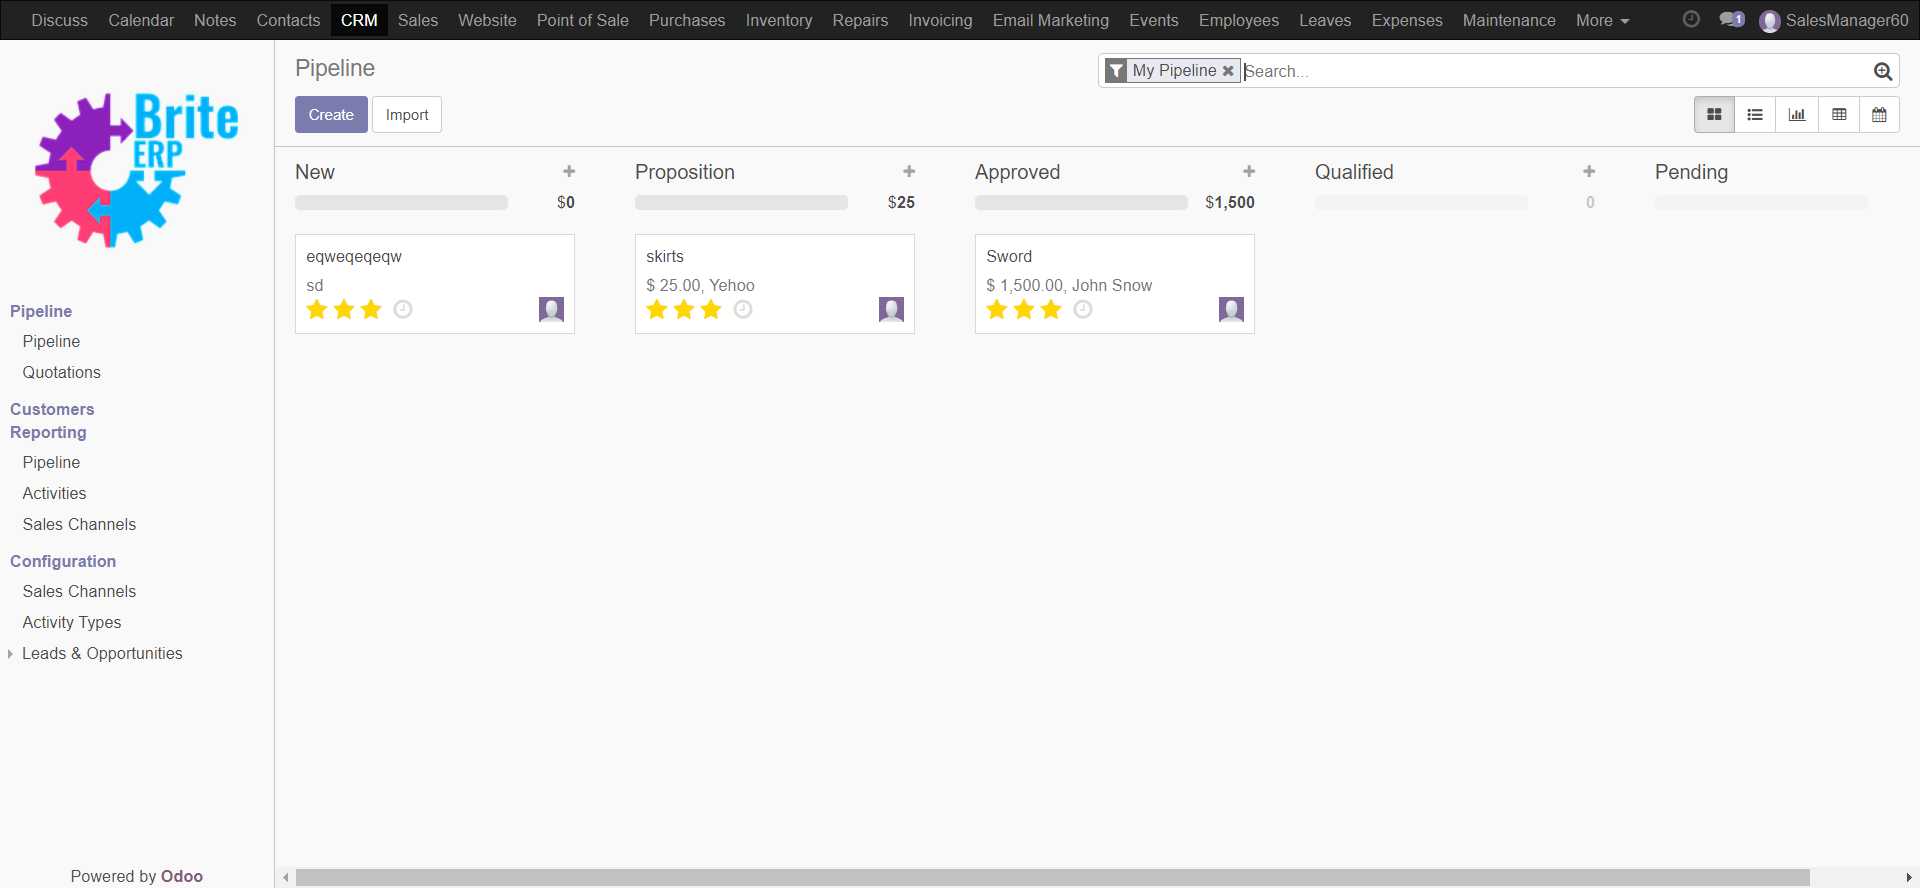 Discuss Calendar Notes Contacts CRM Sales Website Point of Sale Purchases Inventory Repairs Invoicing Email Marketing Events Employees Leaves Expenses Maintenance More 1 SalesManager60
Brite
ERP
Pipeline
Pipeline
Quotations
Customers
Reporting
Pipeline
Activities
Sales Channels
Configuration
Sales Channels
Activity Types
Leads & Opportunities
Powered by Odoo
Pipeline
My Pipeline Search...
Create Import
New
$0
eqweqeqeqw
sd
Proposition
$25
skirts
$ 25.00, Yehoo
Approved
$1,500
Sword
$ 1,500.00, John Snow
Qualified
0
Pending